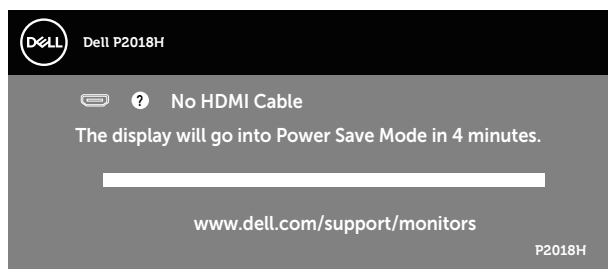 DELL Dell P2018H
? No HDMI Cable
The display will go into Power Save Mode in 4 minutes.
www.dell.com/support/monitors
P2018H